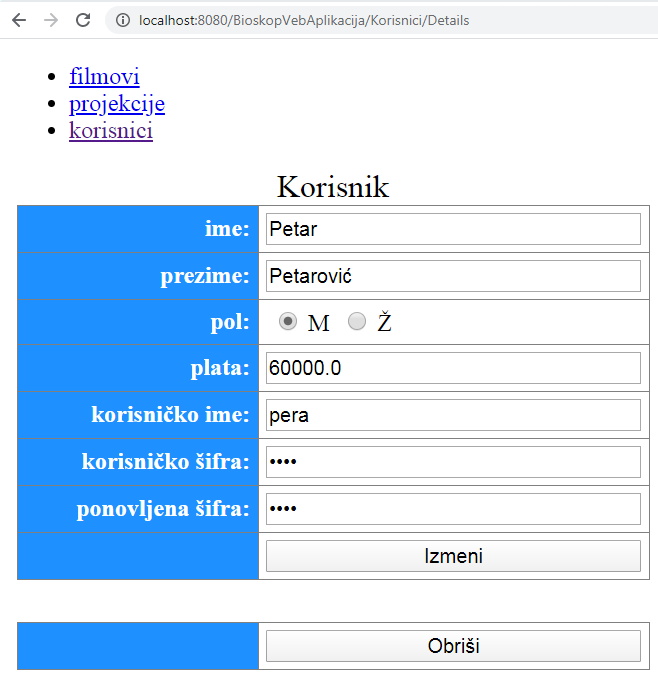 localhost:8080/BioskopVebAplikacija/Korisnici/Details
filmovi
projekcije
korisnici
Korisnik
ime: Petar
prezime: Petarović
pol: M Ž
plata: 60000.0
korisničko ime: pera
korisničko šifra: ••••
ponovljena šifra: ••••
Izmeni
Obriši